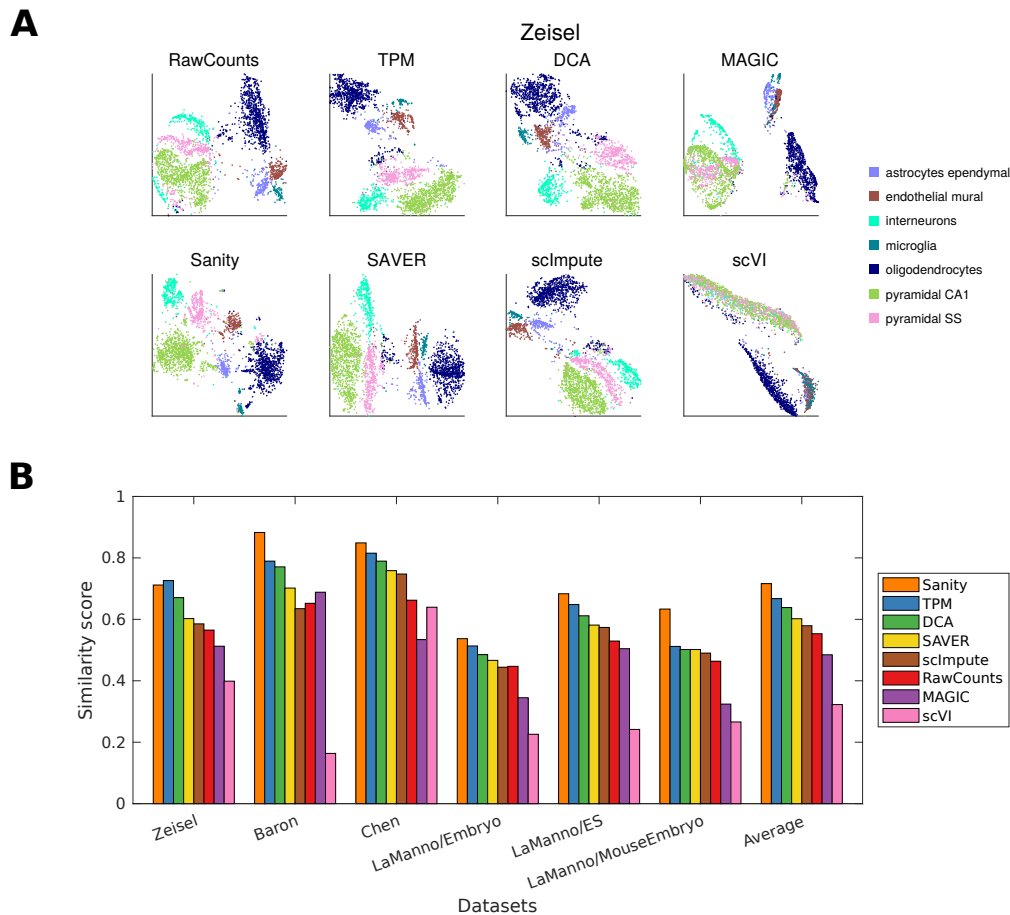 A
Zeisel
RawCounts TPM DCA MAGIC
astrocytes ependymal
endothelial mural
interneurons
microglia
oligodendrocytes
pyramidal CA1
pyramidal SS
Sanity SAVER scImpute scVI
B
1
0.8
0.6
0.4
0.2
0
Similarity score
Zeisel Baron Chen LaManno/Embryo LaManno/ES LaManno/MouseEmbryo Average
Datasets
Sanity
TPM
DCA
SAVER
scImpute
RawCounts
MAGIC
scVI